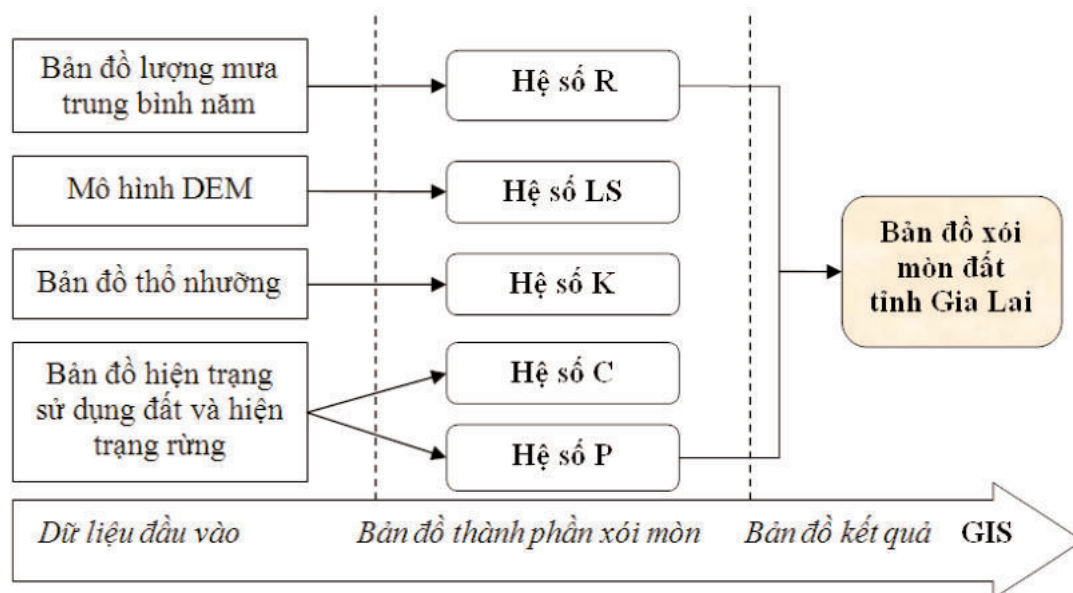 Bản đồ lượng mưa
trung bình năm
Hệ số R
Mô hình DEM
Hệ số LS
Bản đồ thổ nhưỡng
Hệ số K
Bản đồ hiện trạng
sử dụng đất và hiện
trạng rừng
Hệ số C
Hệ số P
Bản đồ xói
mòn đất
tỉnh Gia Lai
Dữ liệu đầu vào
Bản đồ thành phần xói mòn
Bản đồ kết quả
GIS